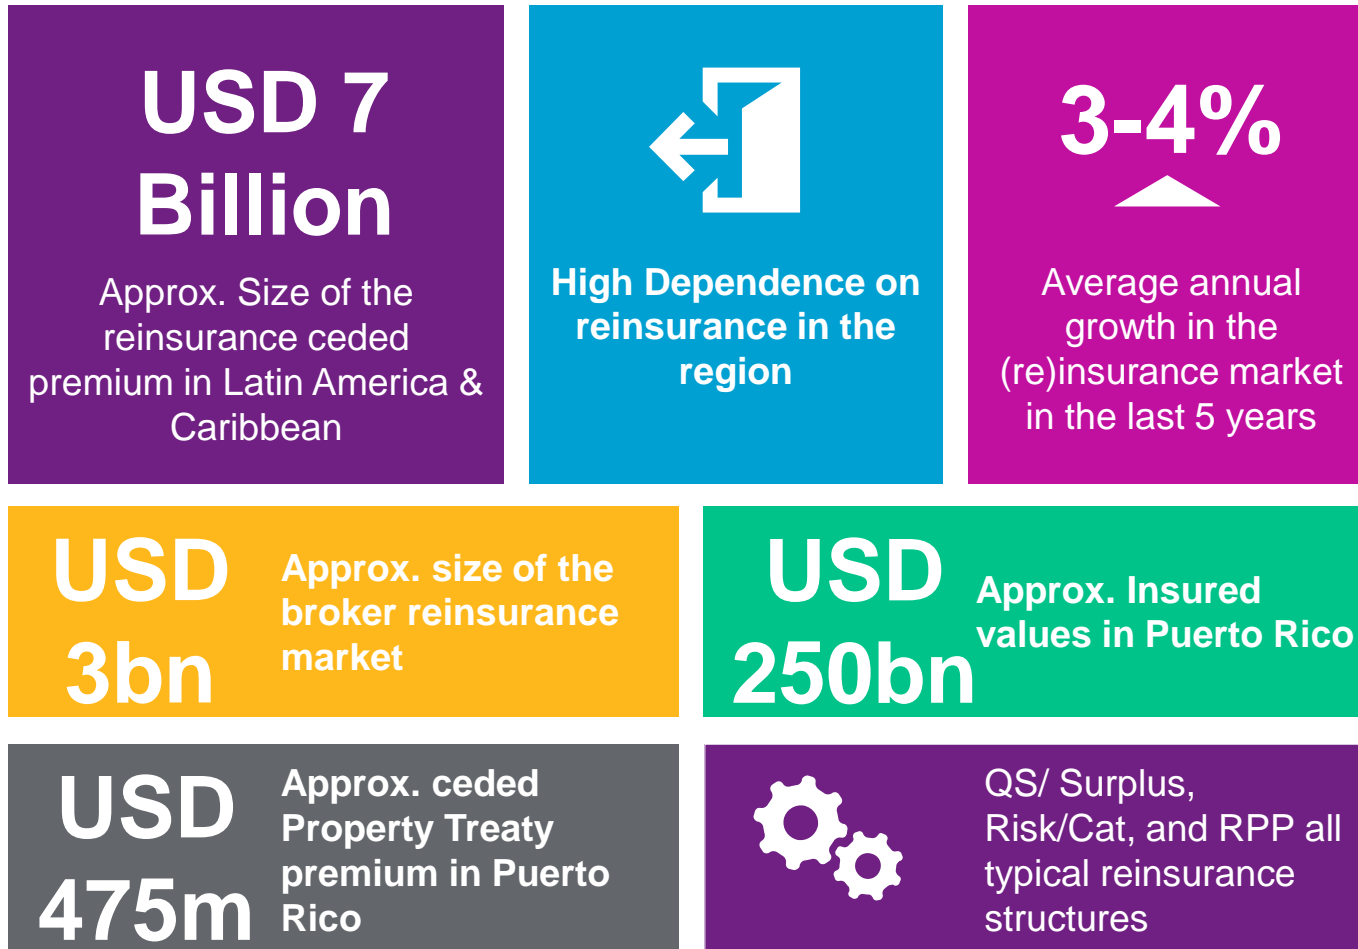 USD 7
Billion
Approx. Size of the
reinsurance ceded
premium in Latin America &
Caribbean
High Dependence on
reinsurance in the
region
3-4%
Average annual
growth in the
(re)insurance market
in the last 5 years
USD
3bn
Approx. size of the
broker reinsurance
market
USD
250bn
Approx. Insured
values in Puerto Rico
USD
475m
Approx. ceded
Property Treaty
premium in Puerto
Rico
QS/ Surplus,
Risk/Cat, and RPP all
typical reinsurance
structures